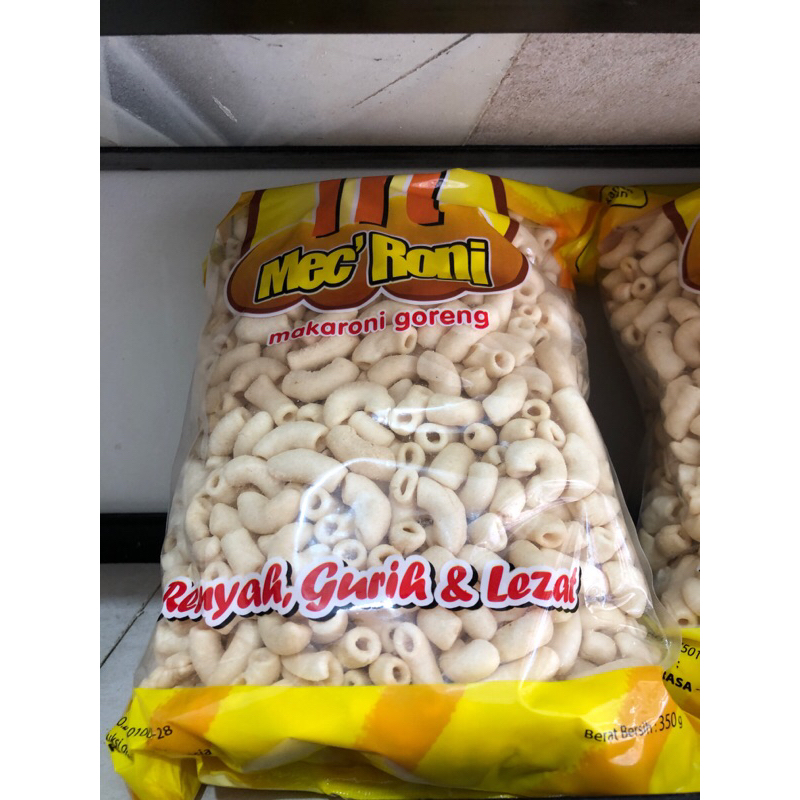 Mec'Roni
makaroni goreng
Renyah, Gurih & Lezat
Berat Bersih : 350 g